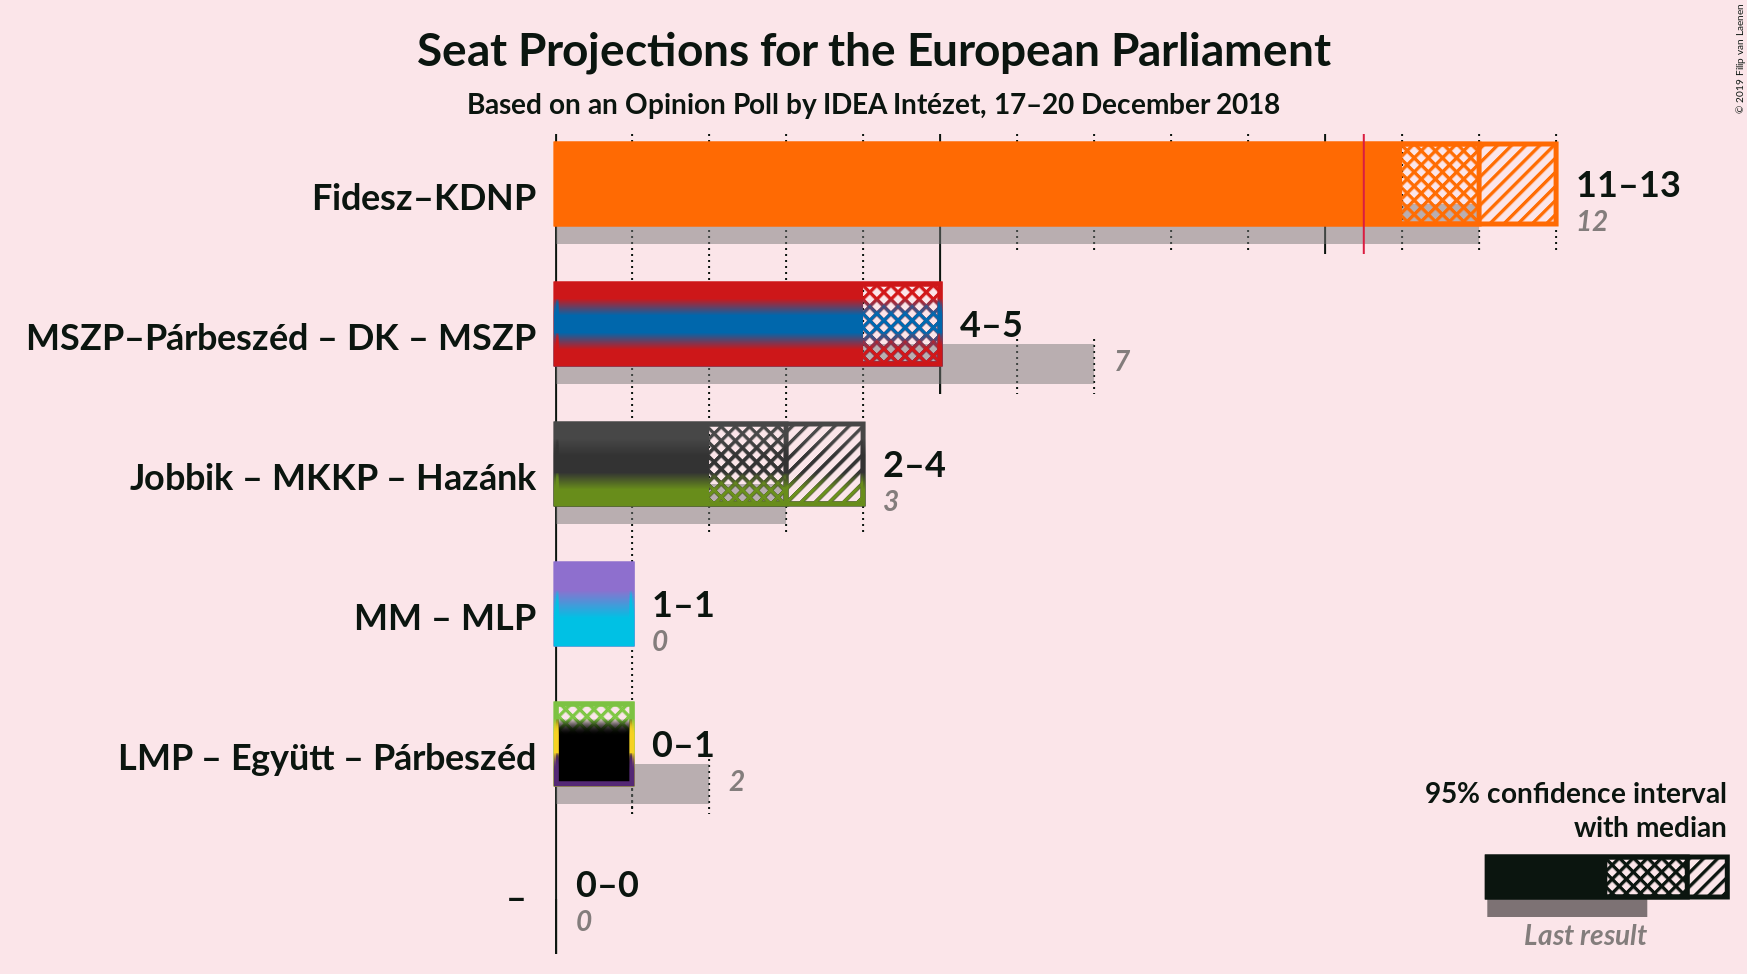 Seat Projections for the European Parliament
Based on an Opinion Poll by IDEA Intézet, 17–20 December 2018
© 2019 Filip van Laenen
Fidesz–KDNP
11–13
12
MSZP–Párbeszéd – DK – MSZP
4–5
7
Jobbik – MKKP – Hazánk
2–4
3
MM – MLP
1–1
0
LMP – Együtt – Párbeszéd
0–1
2
–
0–0
0
95% confidence interval
with median
Last result